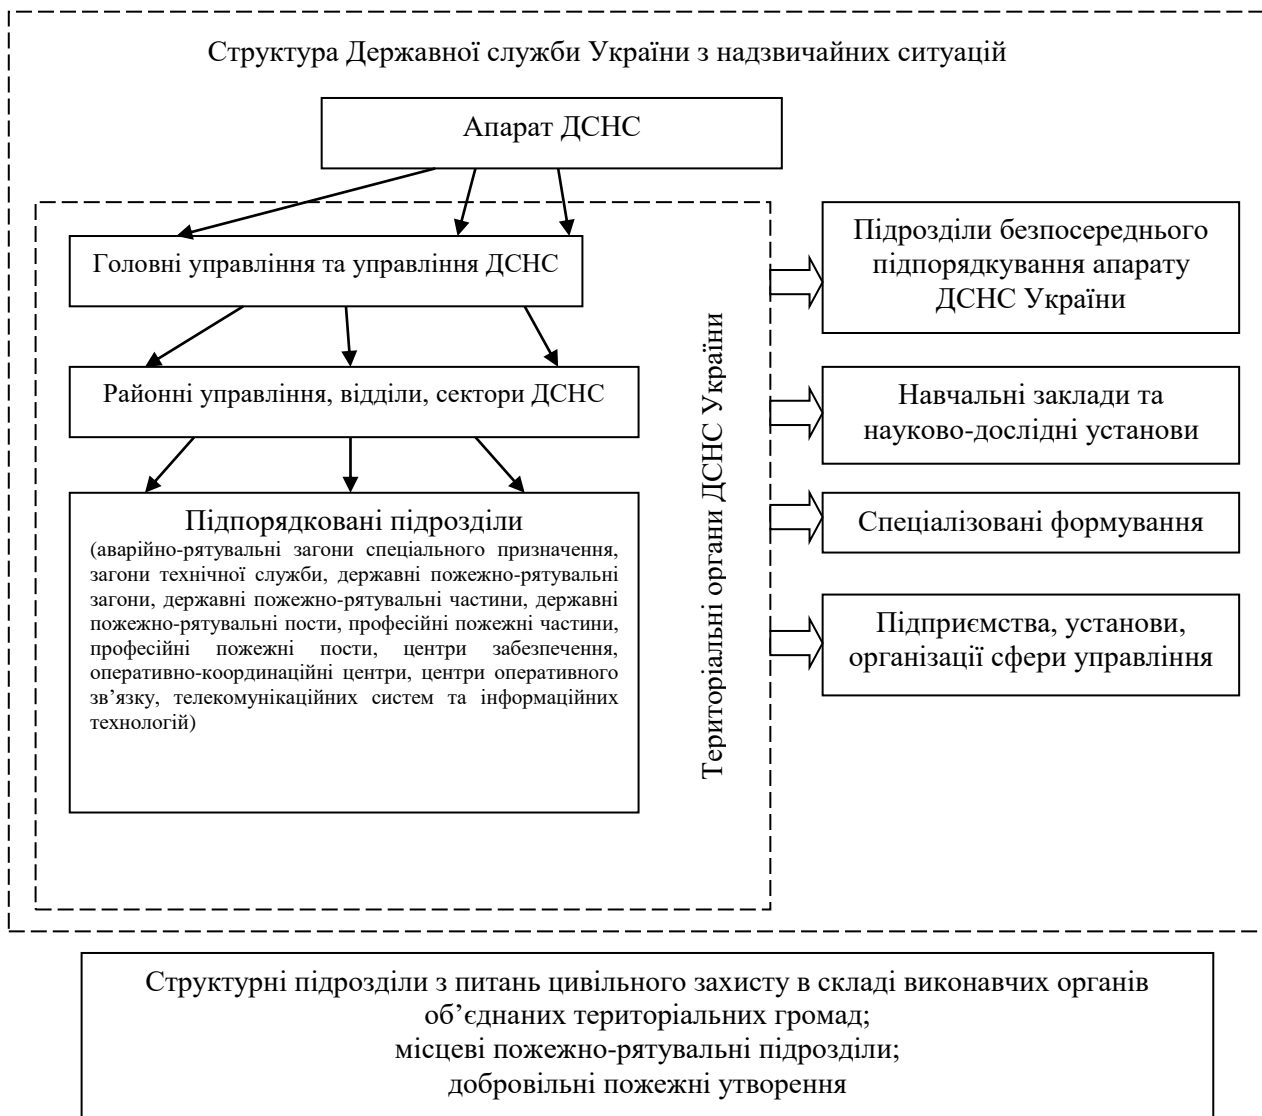 Структура Державної служби України з надзвичайних ситуацій
Апарат ДСНС
Головні управління та управління ДСНС
Районні управління, відділи, сектори ДСНС
Підпорядковані підрозділи
(аварійно-рятувальні загони спеціального призначення,
загони технічної служби, державні пожежно-рятувальні
загони, державні пожежно-рятувальні частини, державні
пожежно-рятувальні пости, професійні пожежні частини,
професійні пожежні пости, центри забезпечення,
оперативно-координаційні центри, центри оперативного
зв’язку, телекомунікаційних систем та інформаційних
технологій)
Територіальні органи ДСНС України
Підрозділи безпосереднього
підпорядкування апарату
ДСНС України
Навчальні заклади та
науково-дослідні установи
Спеціалізовані формування
Підприємства, установи,
організації сфери управління
Структурні підрозділи з питань цивільного захисту в складі виконавчих органів
об’єднаних територіальних громад;
місцеві пожежно-рятувальні підрозділи;
добровільні пожежні утворення